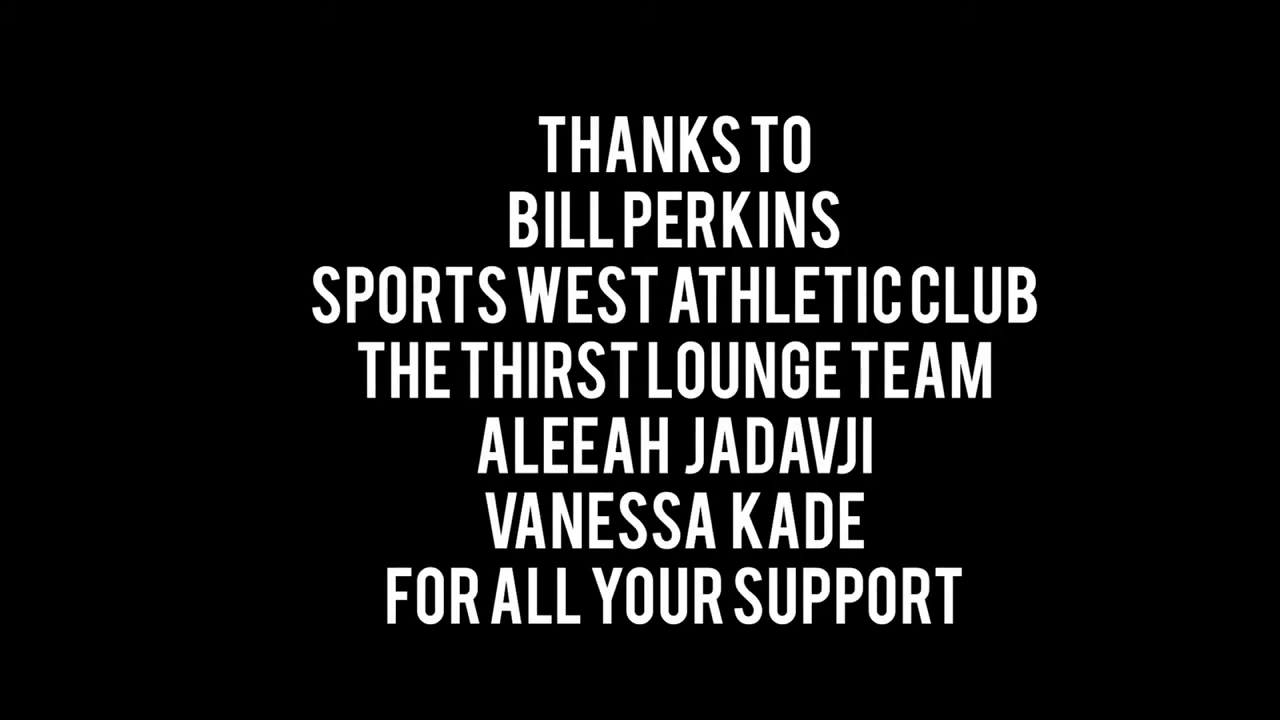 THANKS TO
BILL PERKINS
SPORTS WEST ATHLETIC CLUB
THE THIRST LOUNGE TEAM
ALEEAH JADAVJI
VANESSA KADE
FOR ALL YOUR SUPPORT